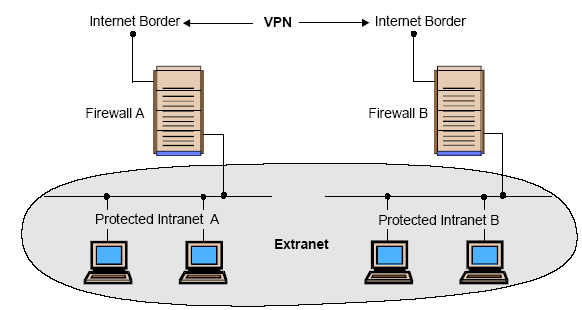 Internet Border
VPN
Internet Border
Firewall A
Firewall B
Protected Intranet A
Protected Intranet B
Extranet